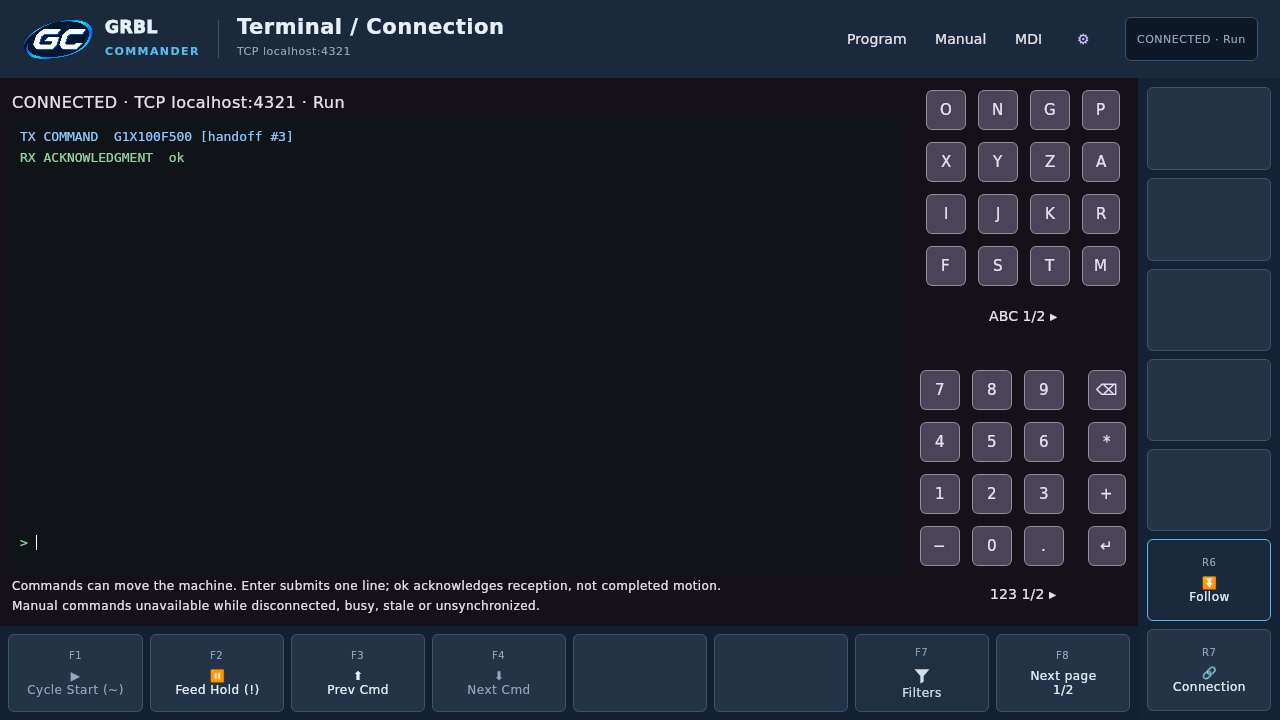 GC
GRBL
COMMANDER
Terminal / Connection
TCP localhost:4321
Program
Manual
MDI
⚙
CONNECTED · Run
CONNECTED · TCP localhost:4321 · Run
TX COMMAND  G1X100F500 [handoff #3]
RX ACKNOWLEDGMENT  ok
>
Commands can move the machine. Enter submits one line; ok acknowledges reception, not completed motion.
Manual commands unavailable while disconnected, busy, stale or unsynchronized.
O N G P
X Y Z A
I J K R
F S T M
ABC 1/2 ▸
7 8 9 ⌫
4 5 6 *
1 2 3 +
− 0 . ↵
123 1/2 ▸
R6
⏬
Follow
R7
🔗
Connection
F1
▶
Cycle Start (~)
F2
⏸
Feed Hold (!)
F3
⬆
Prev Cmd
F4
⬇
Next Cmd
F7
Filters
F8
Next page
1/2